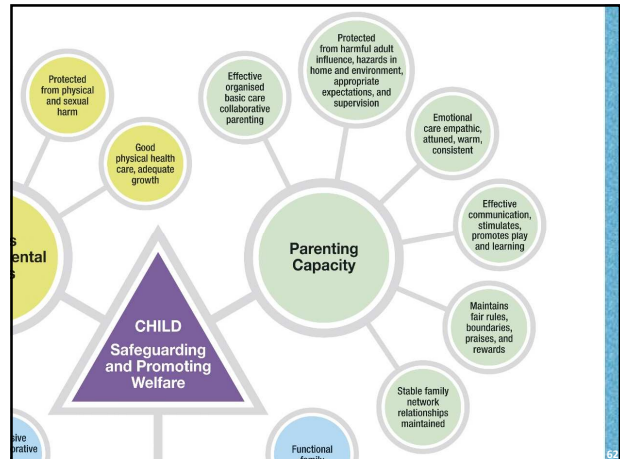 Protected
from physical
and sexual
harm
Good
physical health
care, adequate
growth
Effective
organised
basic care
collaborative
parenting
Protected
from harmful adult
influence, hazards in
home and environment,
appropriate
expectations, and
supervision
Emotional
care empathic,
attuned, warm,
consistent
Effective
communication,
stimulates,
promotes play
and learning
Maintains
fair rules,
boundaries,
praises, and
rewards
Stable family
network
relationships
maintained
Parenting
Capacity
CHILD
Safeguarding
and Promoting
Welfare
Functional
family
62